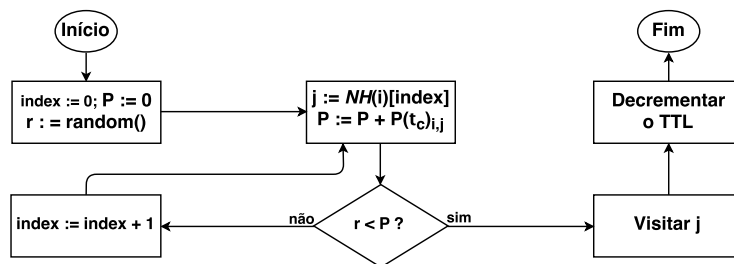 Início
Fim
index := 0; P := 0
r : = random()
j := NH(i)[index]
P := P + P(tc)i,j
Decrementar
o TTL
index := index + 1
não
r < P ?
sim
Visitar j